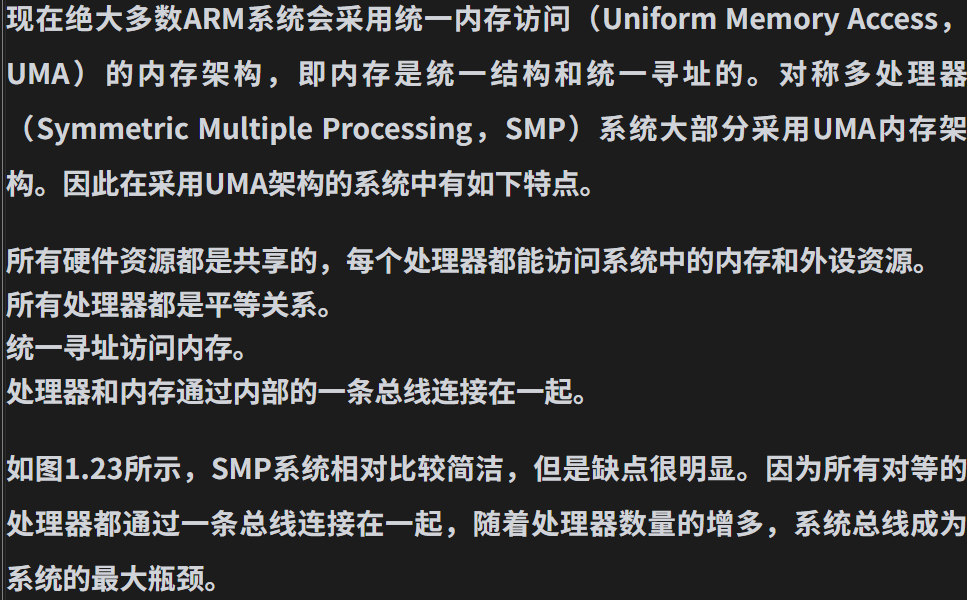 现在绝大多数ARM系统会采用统一内存访问（Uniform Memory Access，
UMA）的内存架构，即内存是统一结构和统一寻址的。对称多处理器
（Symmetric Multiple Processing，SMP）系统大部分采用UMA内存架
构。因此在采用UMA架构的系统中有如下特点。
所有硬件资源都是共享的，每个处理器都能访问系统中的内存和外设资源。
所有处理器都是平等关系。
统一寻址访问内存。
处理器和内存通过内部的一条总线连接在一起。
如图1.23所示，SMP系统相对比较简洁，但是缺点很明显。因为所有对等的
处理器都通过一条总线连接在一起，随着处理器数量的增多，系统总线成为
系统的最大瓶颈。